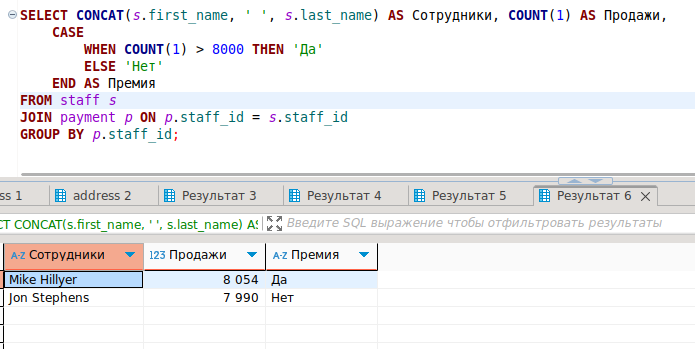 SELECT CONCAT(s.first_name, ' ', s.last_name) AS Сотрудники, COUNT(1) AS Продажи,
CASE
WHEN COUNT(1) > 8000 THEN 'Да'
ELSE 'Нет'
END AS Премия
FROM staff s
JOIN payment p ON p.staff_id = s.staff_id
GROUP BY p.staff_id;
ss 1 address 2 Результат 3 Результат 4 Результат 5 Результат 6
CT CONCAT(s.first_name, ' ', s.last_name) AS Введите SQL выражение чтобы отфильтровать результаты
A-Z Сотрудники 123 Продажи A-Z Премия
Mike Hillyer 8 054 Да
Jon Stephens 7 990 Нет